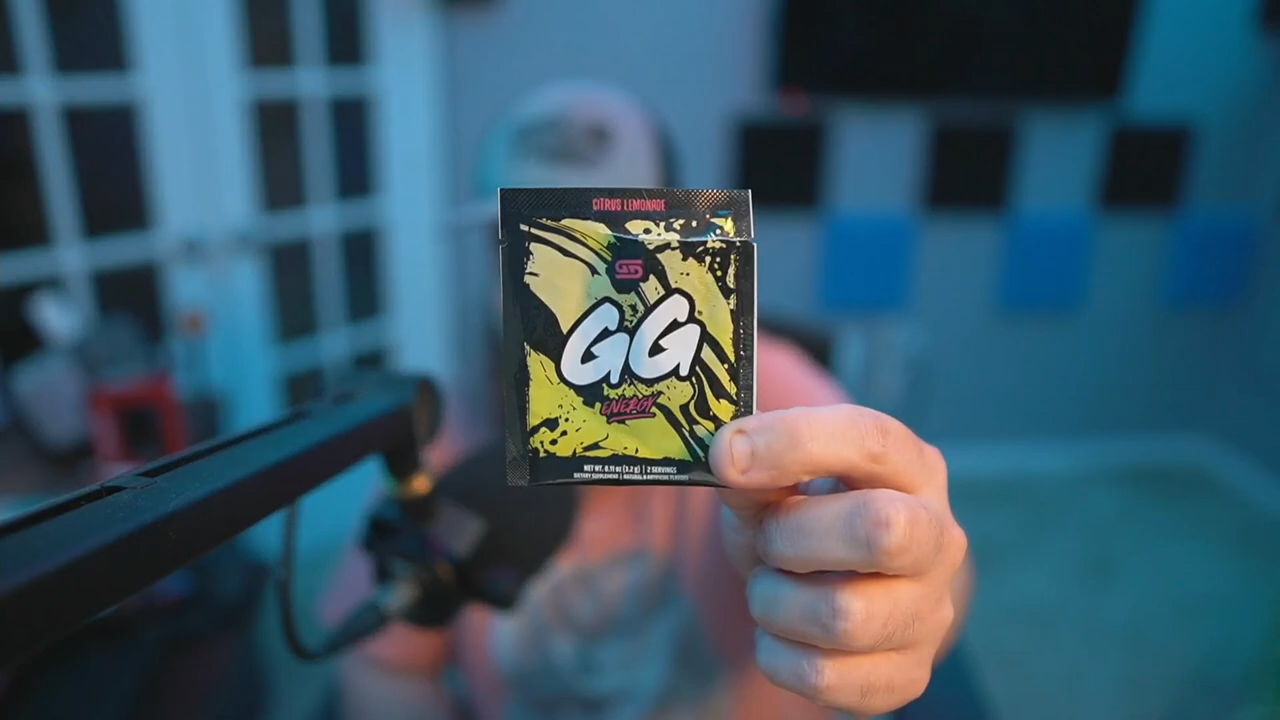 CITRUS LEMONADE
GG
ENERGY
NET WT. 0.11 oz (3.2 g) | 2 SERVINGS
DIETARY SUPPLEMENT | NATURAL & ARTIFICIAL FLAVORS